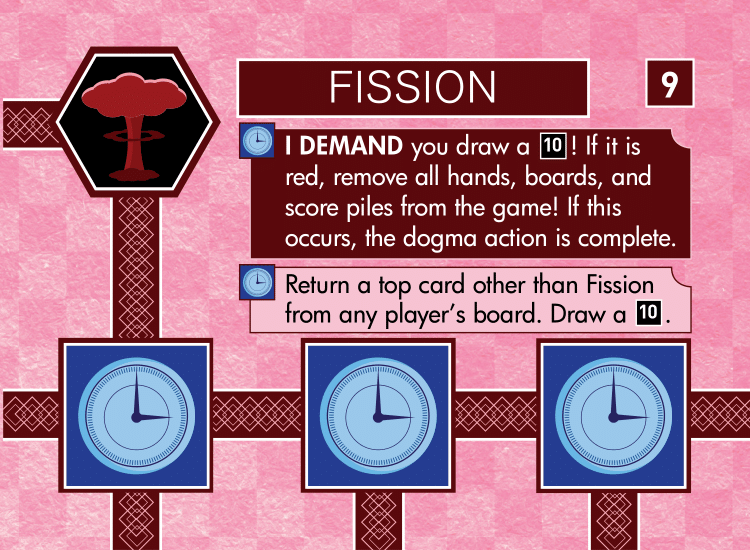 FISSION
9
I DEMAND you draw a 10! If it is
red, remove all hands, boards, and
score piles from the game! If this
occurs, the dogma action is complete.
Return a top card other than Fission
from any player's board. Draw a 10.